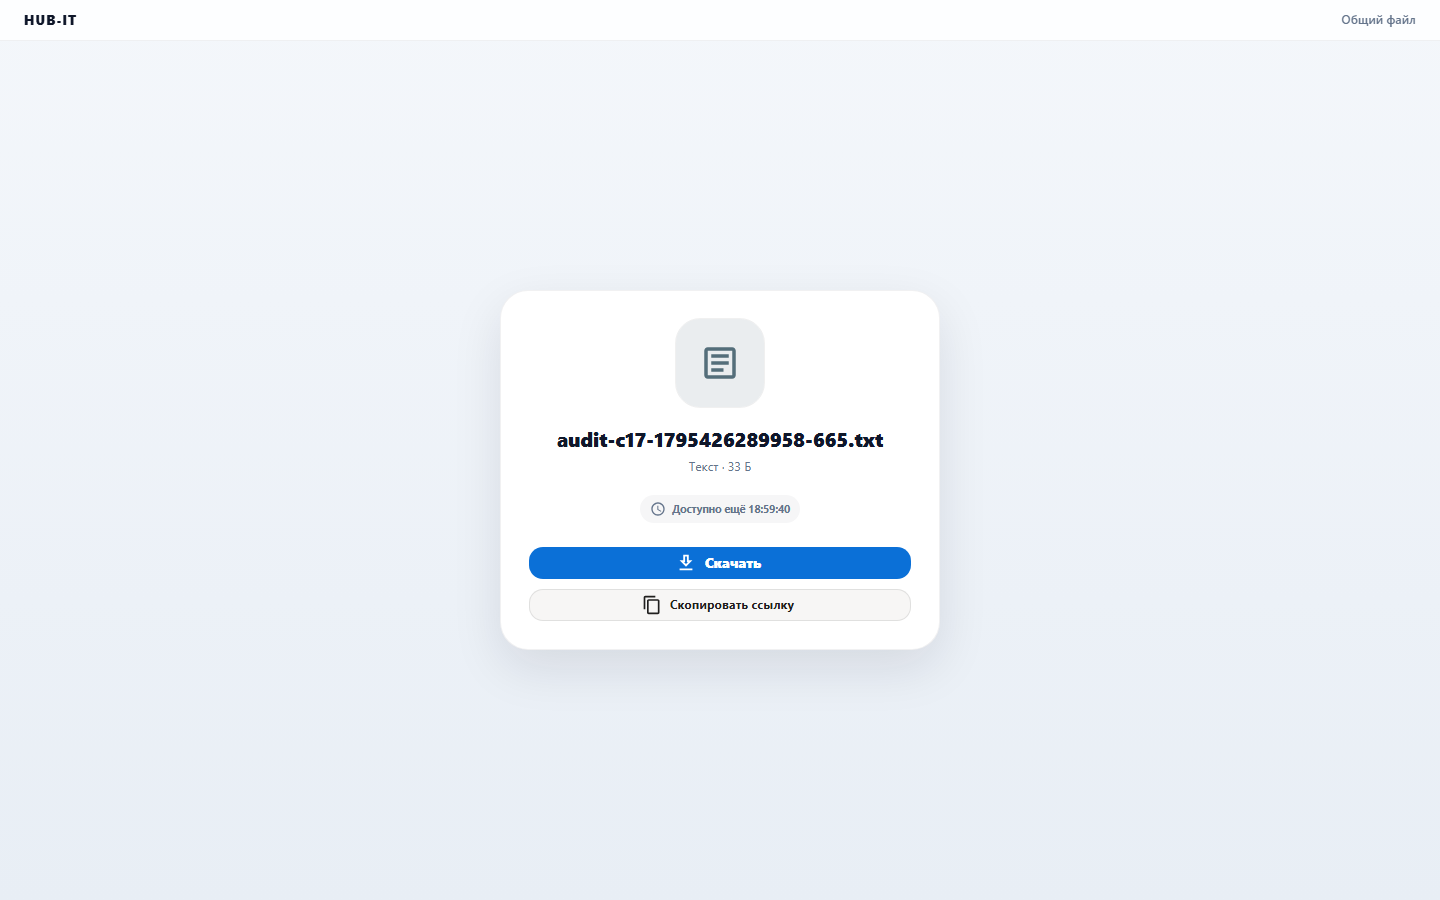 HUB-IT
Общий файл
audit-c17-1795426289958-665.txt
Текст · 33 Б
Доступно ещё 18:59:40
Скачать
Скопировать ссылку